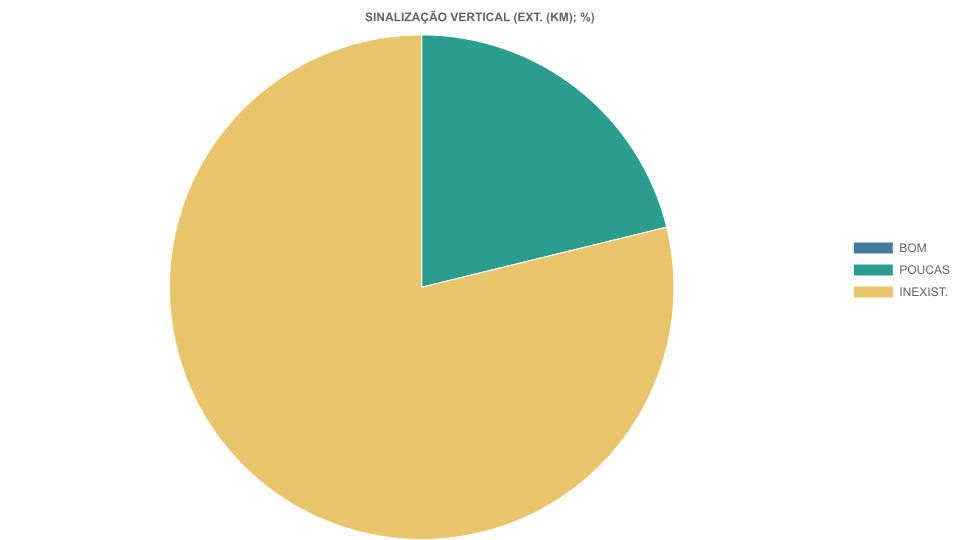 SINALIZAÇÃO VERTICAL (EXT. (KM); %)
BOM
POUCAS
INEXIST.